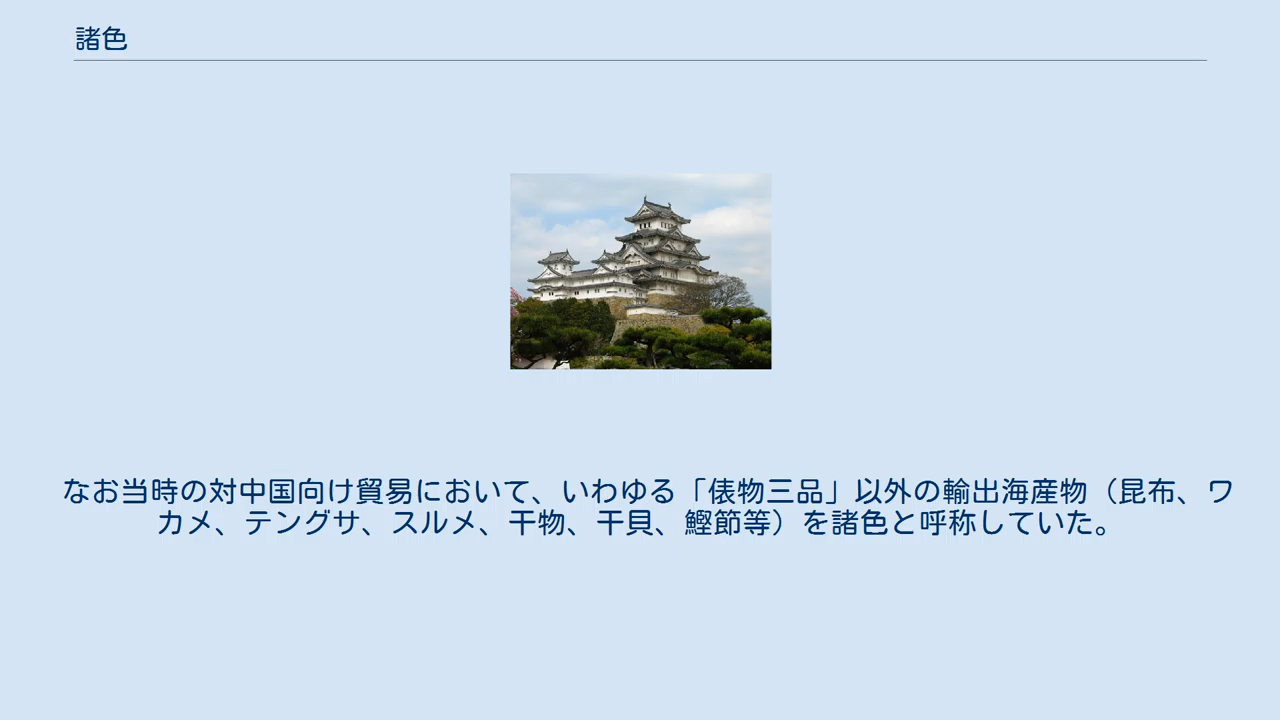 諸色
なお当時の対中国向け貿易において、いわゆる「俵物三品」以外の輸出海産物（昆布、ワ
カメ、テングサ、スルメ、干物、干貝、鰹節等）を諸色と呼称していた。